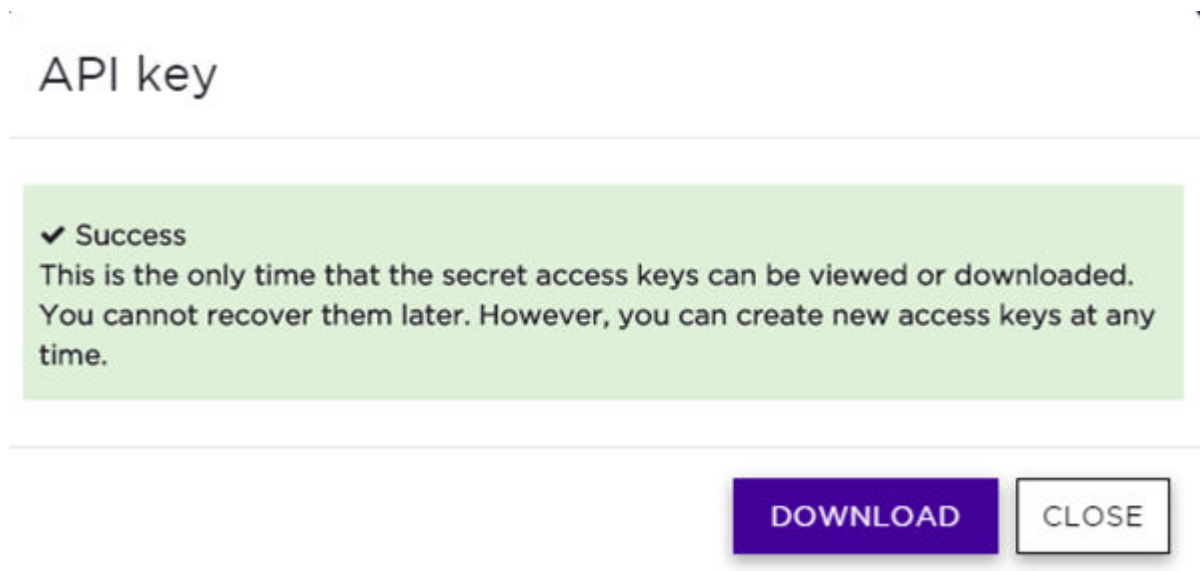 API key
✔ Success
This is the only time that the secret access keys can be viewed or downloaded.
You cannot recover them later. However, you can create new access keys at any
time.
DOWNLOAD
CLOSE